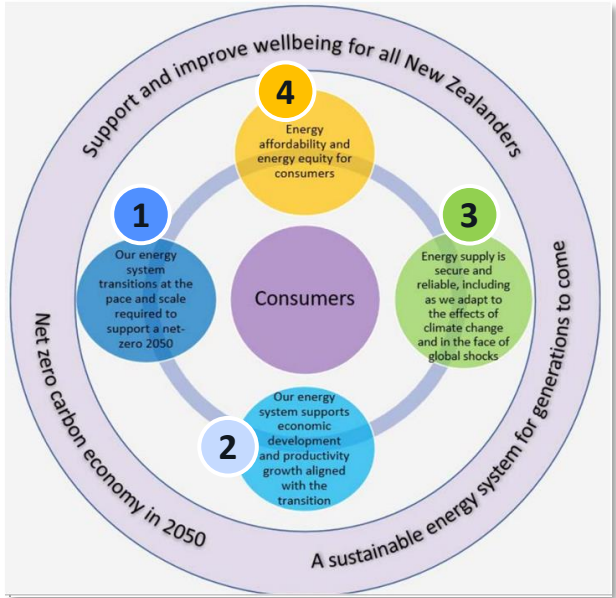 Support and improve wellbeing for all New Zealanders
4
Energy
affordability and
energy equity for
consumers
1
Our energy
system
transitions at the
pace and scale
required to
support a net-
zero 2050
Consumers
3
Energy supply is
secure and
reliable, including
as we adapt to
the effects of
climate change
and in the face of
global shocks
2
Our energy
system supports
economic
development
and productivity
growth aligned
with the
transition
Net zero carbon economy in 2050
A sustainable energy system for generations to come